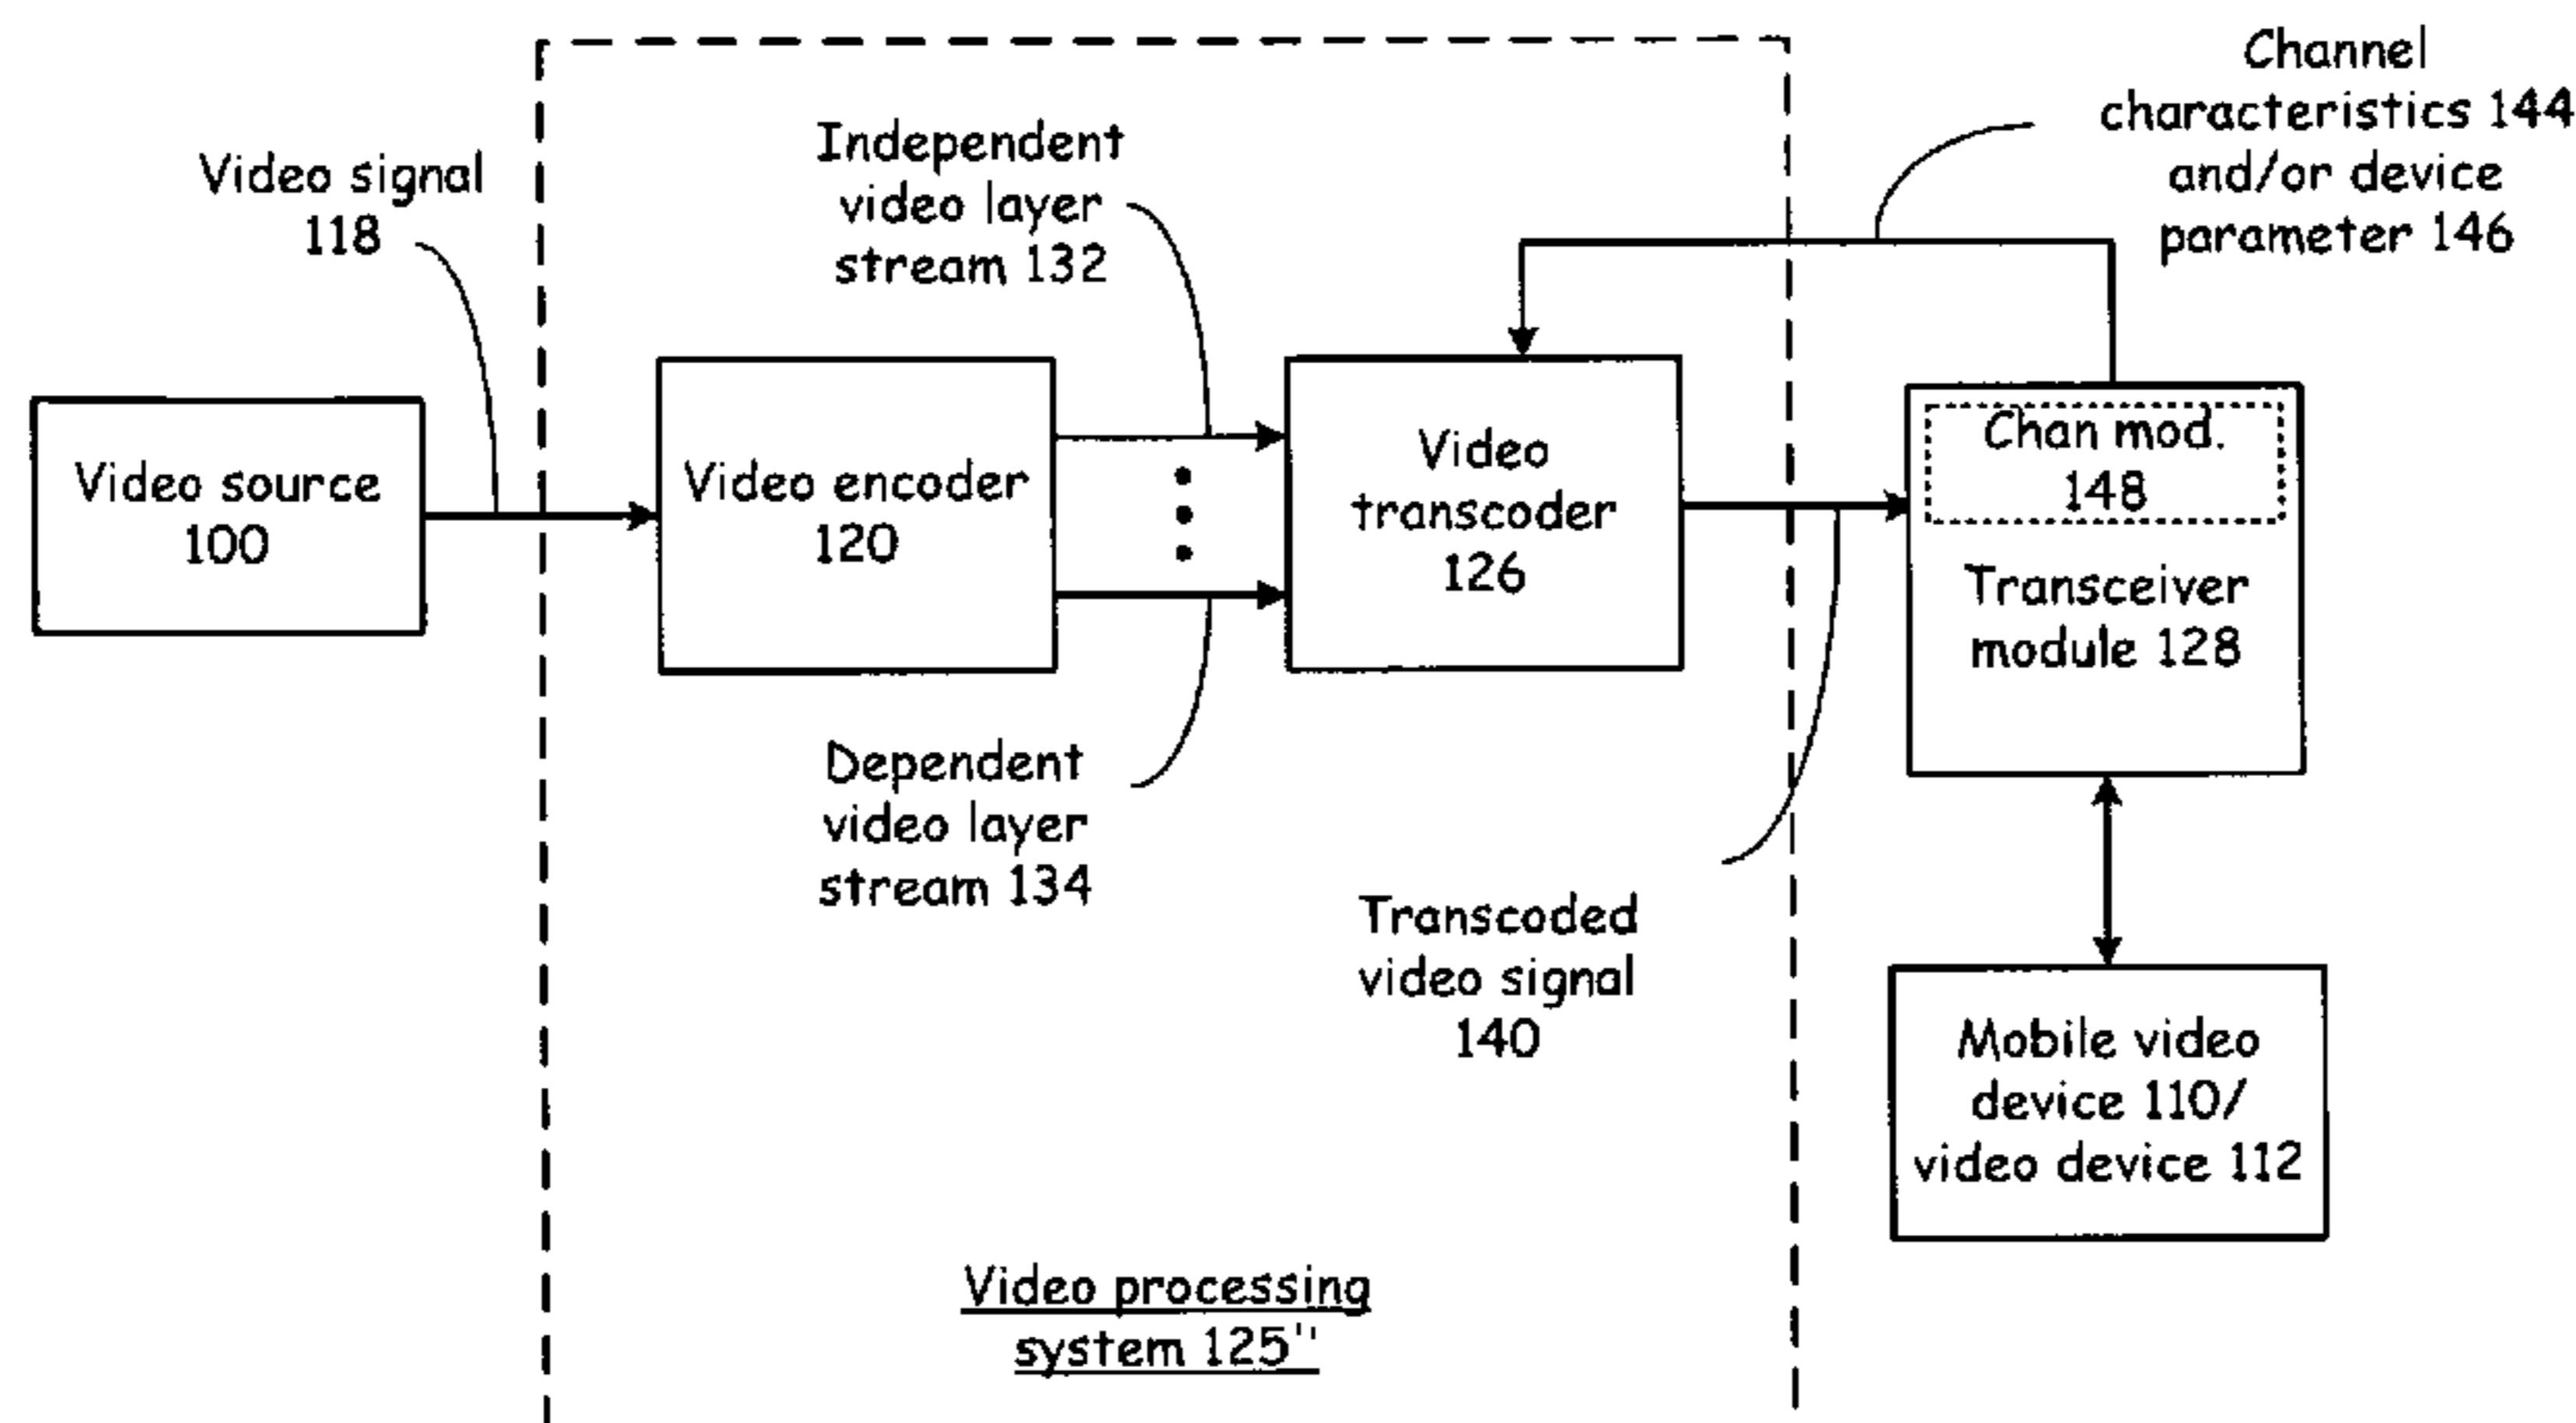 Channel
characteristics 144
and/or device
parameter 146
Independent
video layer
stream 132
Video signal
118
Video source
100
Video encoder
120
Video
transcoder
126
Chan mod.
148
Transceiver
module 128
Dependent
video layer
stream 134
Transcoded
video signal
140
Mobile video
device 110/
video device 112
Video processing
system 125''